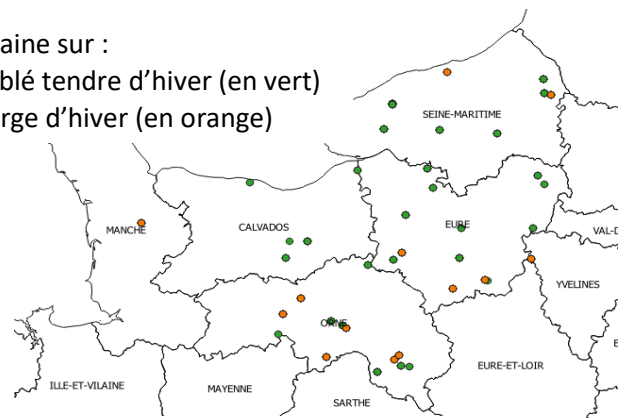 aine sur :
blé tendre d’hiver (en vert)
rge d’hiver (en orange)
SEINE-MARITIME
MANCHE
CALVADOS
EURE
VAL-D
YVELINES
ORNE
EURE-ET-LOIR
E
ILLE-ET-VILAINE
MAYENNE
SARTHE